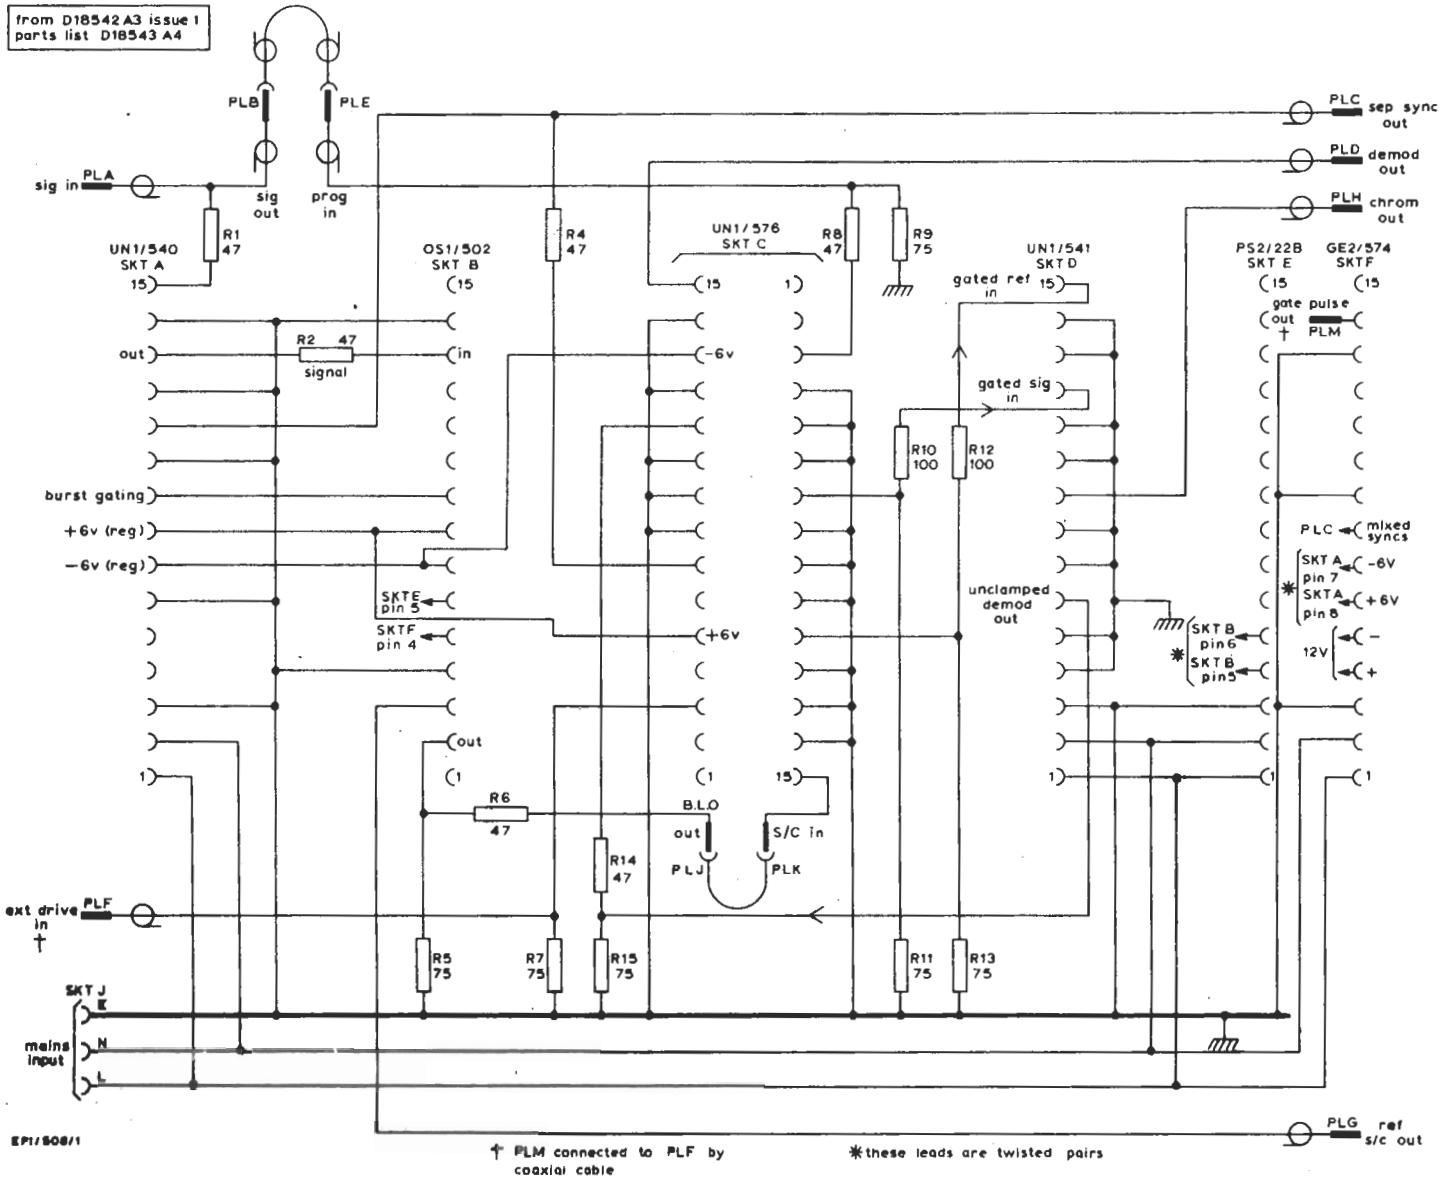 from D18542A3 issue 1
parts list D18543 A4
PLB
PLE
PLC
sep sync
out
PLD
demod
out
PLA
sig in
sig
out
prog
in
PLH
chrom
out
R1
47
R4
47
R8
47
R9
75
UN1/540
SKT A
OS1/502
SKT B
UN1/576
SKT C
UN1/541
SKT D
PS2/22B
SKT E
GE2/574
SKT F
15
15
15
1
gated ref
in
15
15
15
gate pulse
out
†
PLM
out
R2 47
signal
in
-6v
gated sig
in
R10
100
R12
100
burst gating
+6v (reg)
-6v (reg)
PLC
mixed
syncs
SKT A
pin 7
-6V
SKTA
pin 8
+6V
*
SKTE
pin 5
SKTF
pin 4
+6v
unclamped
demod
out
SKT B
pin6
SKT B
pin5
*
12V
-
+
out
1
1
1
15
1
1
1
R6
47
B.L.O
out
S/C in
PLJ
PLK
R14
47
ext drive
in
†
PLF
R5
75
R7
75
R15
75
R11
75
R13
75
SKT J
E
mains
input
N
L
EP1/508/1
PLG
ref
s/c out
† PLM connected to PLF by
coaxial cable
*these leads are twisted pairs